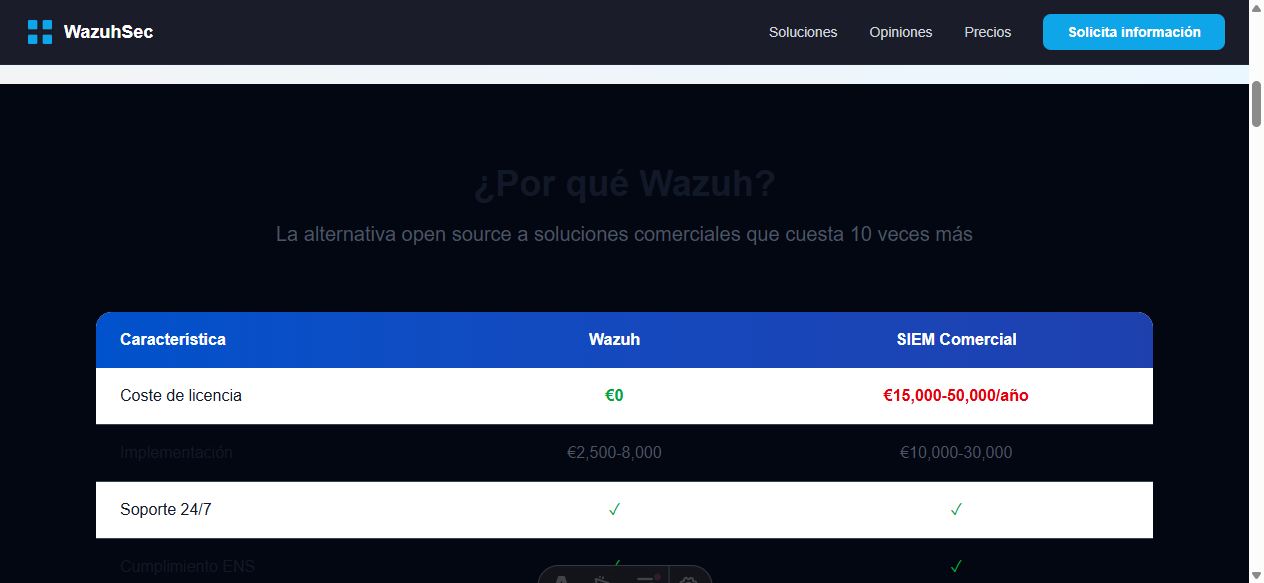 WazuhSec
Soluciones Opiniones Precios Solicita información
¿Por qué Wazuh?
La alternativa open source a soluciones comerciales que cuesta 10 veces más
Característica Wazuh SIEM Comercial
Coste de licencia €0 €15,000-50,000/año
Implementación €2,500-8,000 €10,000-30,000
Soporte 24/7 ✓ ✓
Cumplimiento ENS ✓ ✓